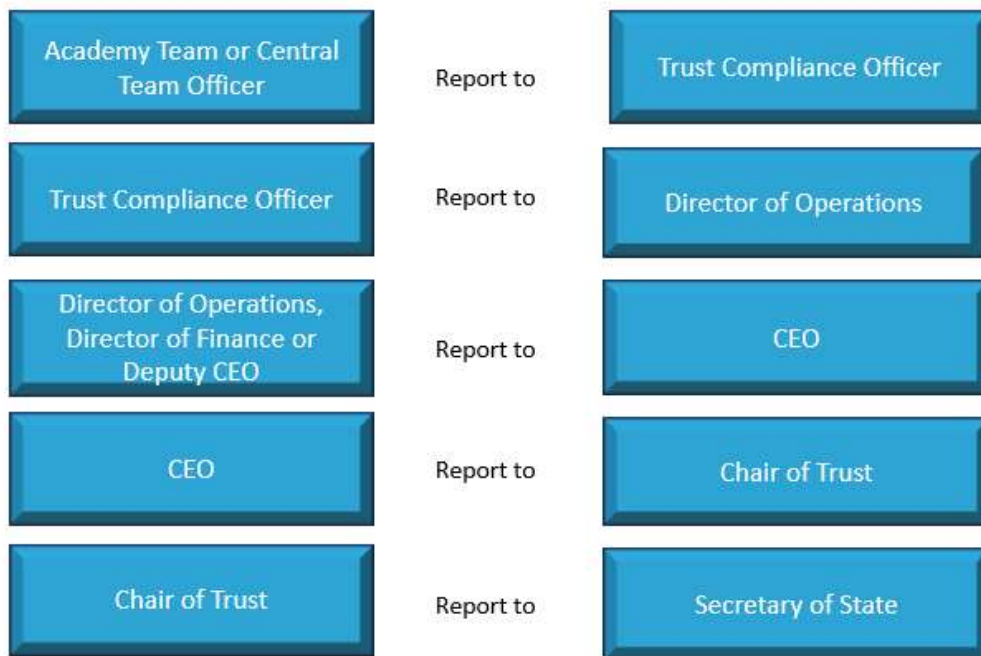 Academy Team or Central
Team Officer
Report to
Trust Compliance Officer
Trust Compliance Officer
Report to
Director of Operations
Director of Operations,
Director of Finance or
Deputy CEO
Report to
CEO
CEO
Report to
Chair of Trust
Chair of Trust
Report to
Secretary of State